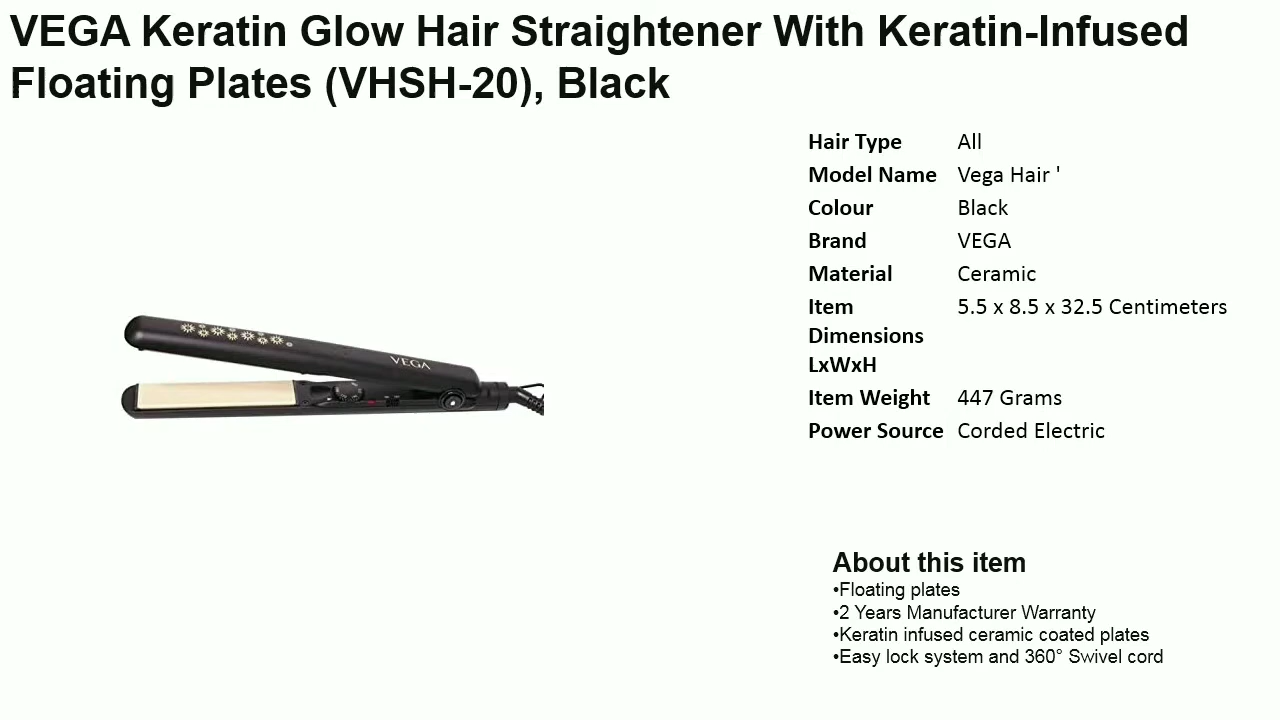 VEGA Keratin Glow Hair Straightener With Keratin-Infused
Floating Plates (VHSH-20), Black
Hair Type All
Model Name Vega Hair '
Colour Black
Brand VEGA
Material Ceramic
Item 5.5 x 8.5 x 32.5 Centimeters
Dimensions
LxWxH
Item Weight 447 Grams
Power Source Corded Electric
VEGA
About this item
•Floating plates
•2 Years Manufacturer Warranty
•Keratin infused ceramic coated plates
•Easy lock system and 360° Swivel cord